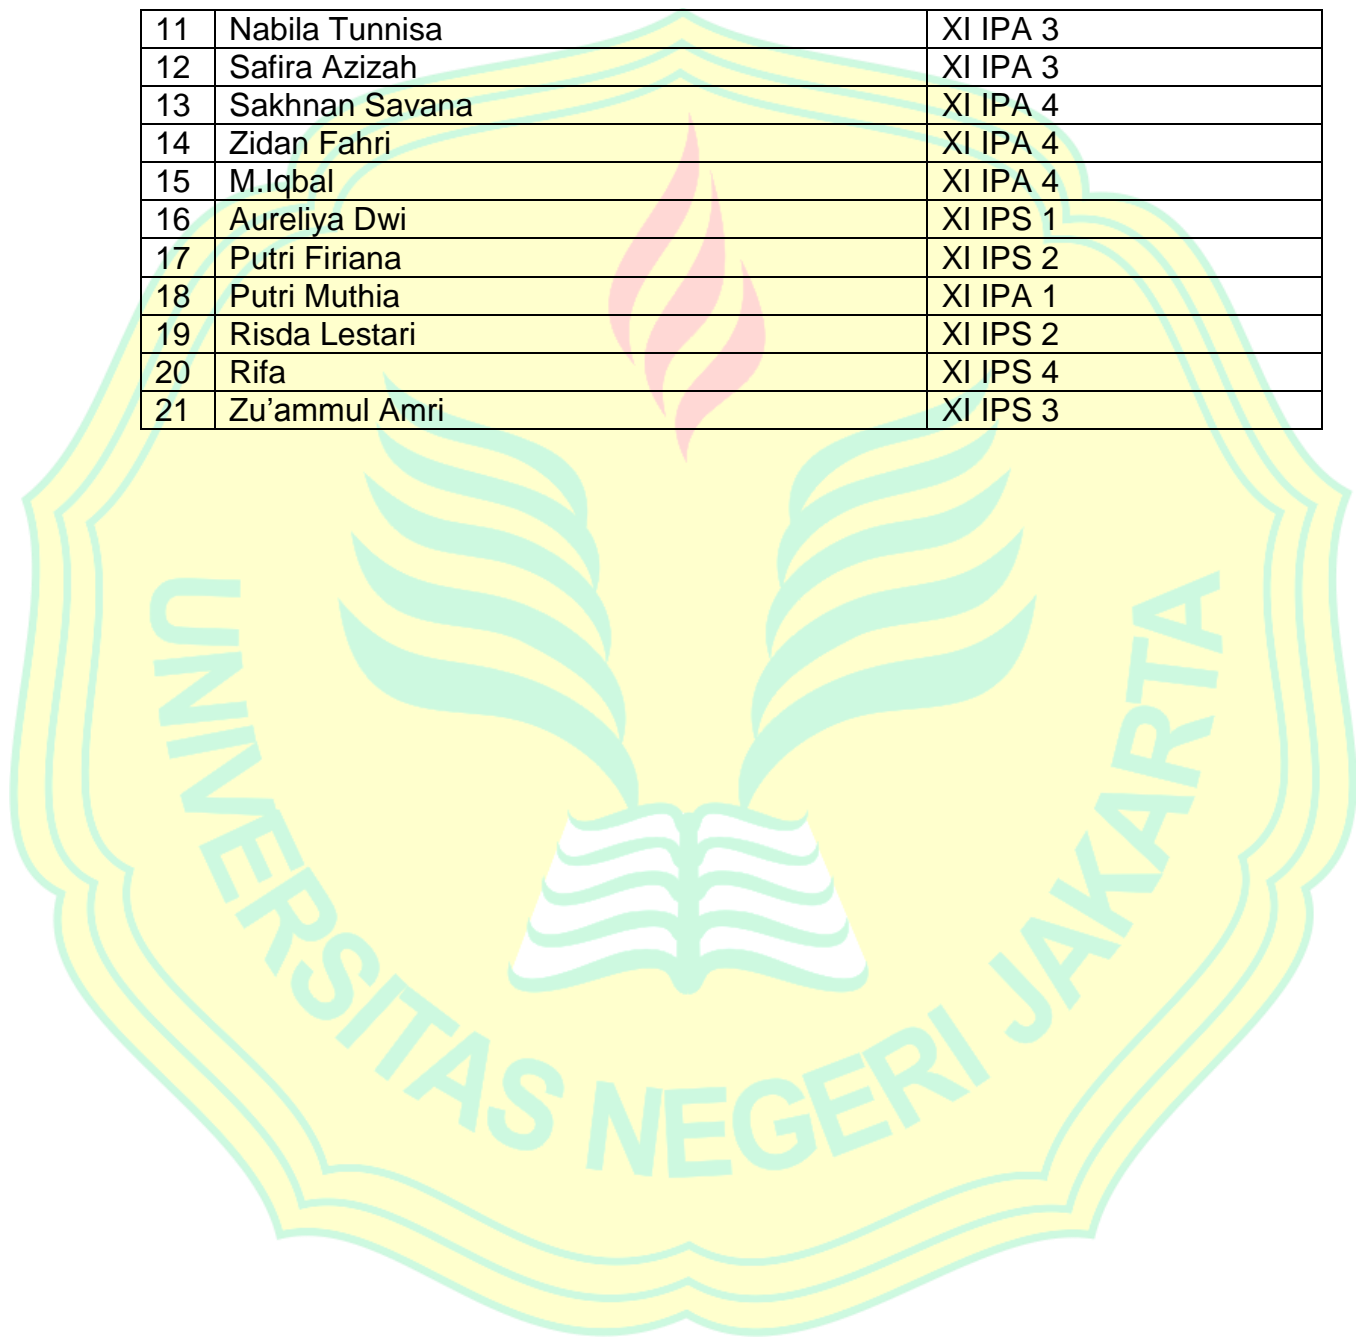 11 Nabila Tunnisa XI IPA 3
12 Safira Azizah XI IPA 3
13 Sakhnan Savana XI IPA 4
14 Zidan Fahri XI IPA 4
15 M.Iqbal XI IPA 4
16 Aureliya Dwi XI IPS 1
17 Putri Firiana XI IPS 2
18 Putri Muthia XI IPA 1
19 Risda Lestari XI IPS 2
20 Rifa XI IPS 4
21 Zu’ammul Amri XI IPS 3
UNIVERSITAS NEGERI JAKARTA